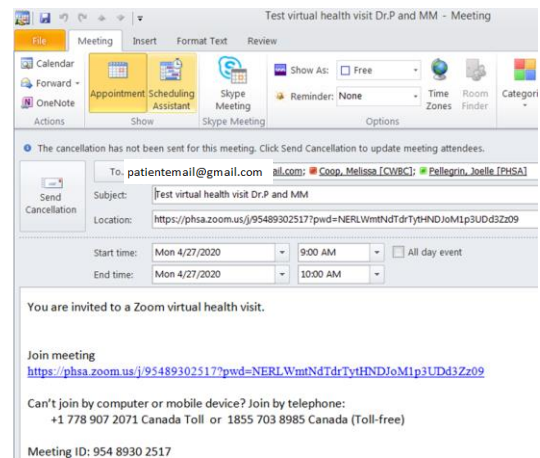 Test virtual health visit Dr.P and MM - Meeting
File Meeting Insert Format Text Review
Calendar
Forward
OneNote
Actions
Appointment
Scheduling Assistant
Show
Skype Meeting
Skype Meeting
Show As: Free
Reminder: None
Time Zones
Room Finder
Options
Categori
The cancellation has not been sent for this meeting. Click Send Cancellation to update meeting attendees.
Send Cancellation
To... patientemail@gmail.com ail.com; Coop, Melissa [CWBC]; Pellegrin, Joelle [PHSA]
Subject: Test virtual health visit Dr.P and MM
Location: https://phsa.zoom.us/j/95489302517?pwd=NERLWmtNdTdrTytHNDJoM1p3UDd3Zz09
Start time: Mon 4/27/2020 9:00 AM All day event
End time: Mon 4/27/2020 10:00 AM
You are invited to a Zoom virtual health visit.
Join meeting
https://phsa.zoom.us/j/95489302517?pwd=NERLWmtNdTdrTytHNDJoM1p3UDd3Zz09
Can't join by computer or mobile device? Join by telephone:
+1 778 907 2071 Canada Toll or 1855 703 8985 Canada (Toll-free)
Meeting ID: 954 8930 2517